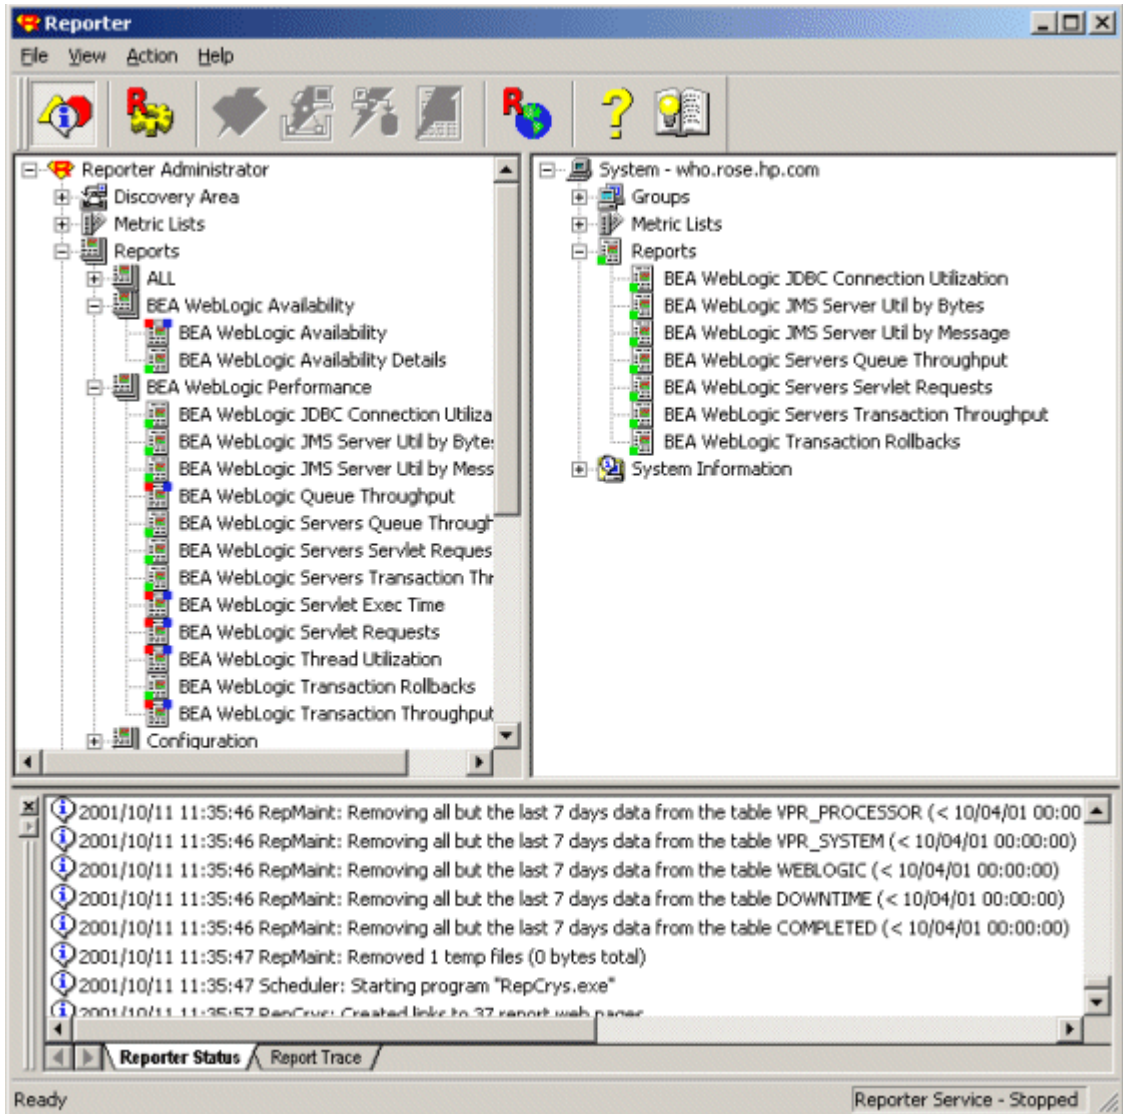 Reporter
File View Action Help
Reporter Administrator
Discovery Area
Metric Lists
Reports
ALL
BEA WebLogic Availability
BEA WebLogic Availability
BEA WebLogic Availability Details
BEA WebLogic Performance
BEA WebLogic JDBC Connection Utiliza
BEA WebLogic JMS Server Util by Byte
BEA WebLogic JMS Server Util by Mess
BEA WebLogic Queue Throughput
BEA WebLogic Servers Queue Through
BEA WebLogic Servers Servlet Reques
BEA WebLogic Servers Transaction Thr
BEA WebLogic Servlet Exec Time
BEA WebLogic Servlet Requests
BEA WebLogic Thread Utilization
BEA WebLogic Transaction Rollbacks
BEA WebLogic Transaction Throughput
Configuration
System - who.rose.hp.com
Groups
Metric Lists
Reports
BEA WebLogic JDBC Connection Utilization
BEA WebLogic JMS Server Util by Bytes
BEA WebLogic JMS Server Util by Message
BEA WebLogic Servers Queue Throughput
BEA WebLogic Servers Servlet Requests
BEA WebLogic Servers Transaction Throughput
BEA WebLogic Transaction Rollbacks
System Information
2001/10/11 11:35:46 RepMaint: Removing all but the last 7 days data from the table VPR_PROCESSOR (< 10/04/01 00:00
2001/10/11 11:35:46 RepMaint: Removing all but the last 7 days data from the table VPR_SYSTEM (< 10/04/01 00:00:00)
2001/10/11 11:35:46 RepMaint: Removing all but the last 7 days data from the table WEBLOGIC (< 10/04/01 00:00:00)
2001/10/11 11:35:46 RepMaint: Removing all but the last 7 days data from the table DOWNTIME (< 10/04/01 00:00:00)
2001/10/11 11:35:46 RepMaint: Removing all but the last 7 days data from the table COMPLETED (< 10/04/01 00:00:00)
2001/10/11 11:35:47 RepMaint: Removed 1 temp files (0 bytes total)
2001/10/11 11:35:47 Scheduler: Starting program "RepCrys.exe"
2001/10/11 11:35:57 RepCrys: Created links to 37 report web pages
Reporter Status Report Trace
Ready Reporter Service - Stopped